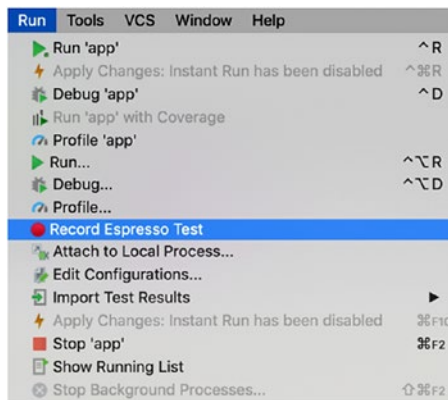 Run Tools VCS Window Help
Run 'app' ^R
Apply Changes: Instant Run has been disabled ^⌘R
Debug 'app' ^D
Run 'app' with Coverage
Profile 'app'
Run... ^⌥R
Debug... ^⌥D
Profile...
Record Espresso Test
Attach to Local Process...
Edit Configurations...
Import Test Results
Apply Changes: Instant Run has been disabled ⌘F10
Stop 'app' ⌘F2
Show Running List
Stop Background Processes... ⇧⌘F2